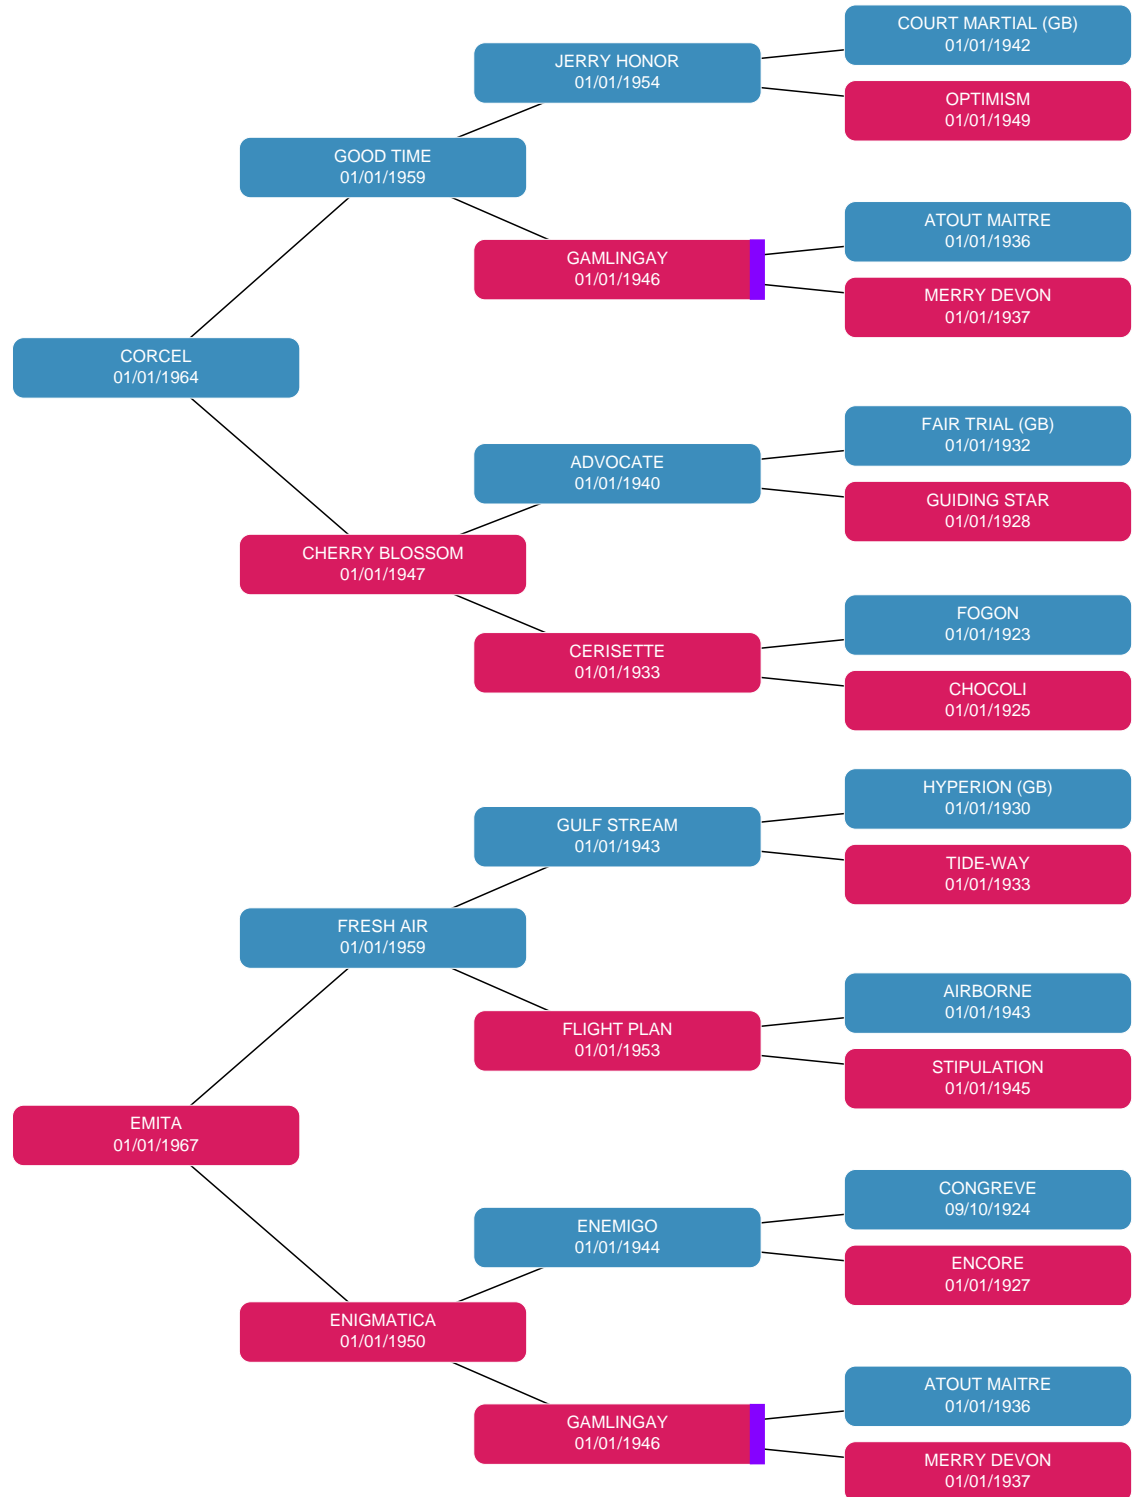 COURT MARTIAL (GB)
01/01/1942
JERRY HONOR
01/01/1954
OPTIMISM
01/01/1949
GOOD TIME
01/01/1959
ATOUT MAITRE
01/01/1936
GAMLINGAY
01/01/1946
MERRY DEVON
01/01/1937
CORCEL
01/01/1964
FAIR TRIAL (GB)
01/01/1932
ADVOCATE
01/01/1940
GUIDING STAR
01/01/1928
CHERRY BLOSSOM
01/01/1947
FOGON
01/01/1923
CERISETTE
01/01/1933
CHOCOLI
01/01/1925
HYPERION (GB)
01/01/1930
GULF STREAM
01/01/1943
TIDE-WAY
01/01/1933
FRESH AIR
01/01/1959
AIRBORNE
01/01/1943
FLIGHT PLAN
01/01/1953
STIPULATION
01/01/1945
EMITA
01/01/1967
CONGREVE
09/10/1924
ENEMIGO
01/01/1944
ENCORE
01/01/1927
ENIGMATICA
01/01/1950
ATOUT MAITRE
01/01/1936
GAMLINGAY
01/01/1946
MERRY DEVON
01/01/1937